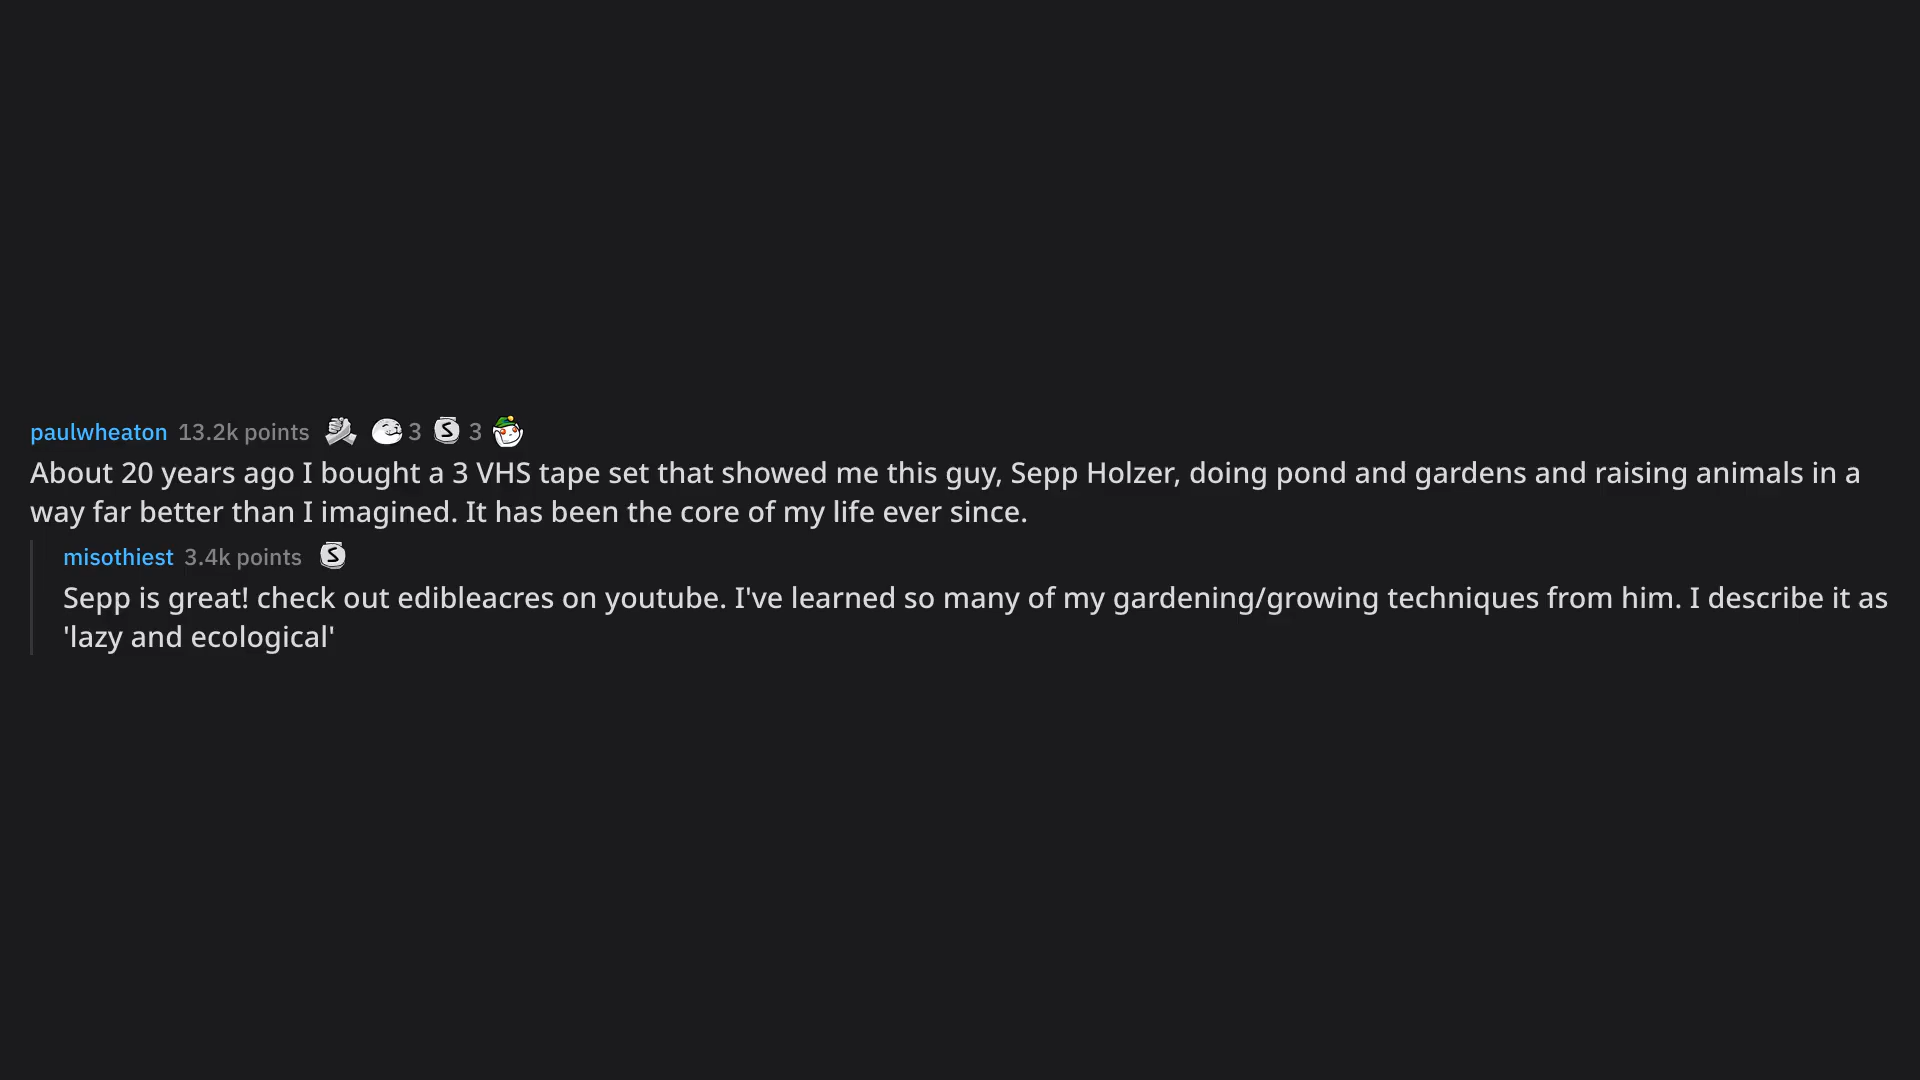 paulwheaton 13.2k points 3 S 3
About 20 years ago I bought a 3 VHS tape set that showed me this guy, Sepp Holzer, doing pond and gardens and raising animals in a
way far better than I imagined. It has been the core of my life ever since.
misothiest 3.4k points S
Sepp is great! check out edibleacres on youtube. I've learned so many of my gardening/growing techniques from him. I describe it as
'lazy and ecological'